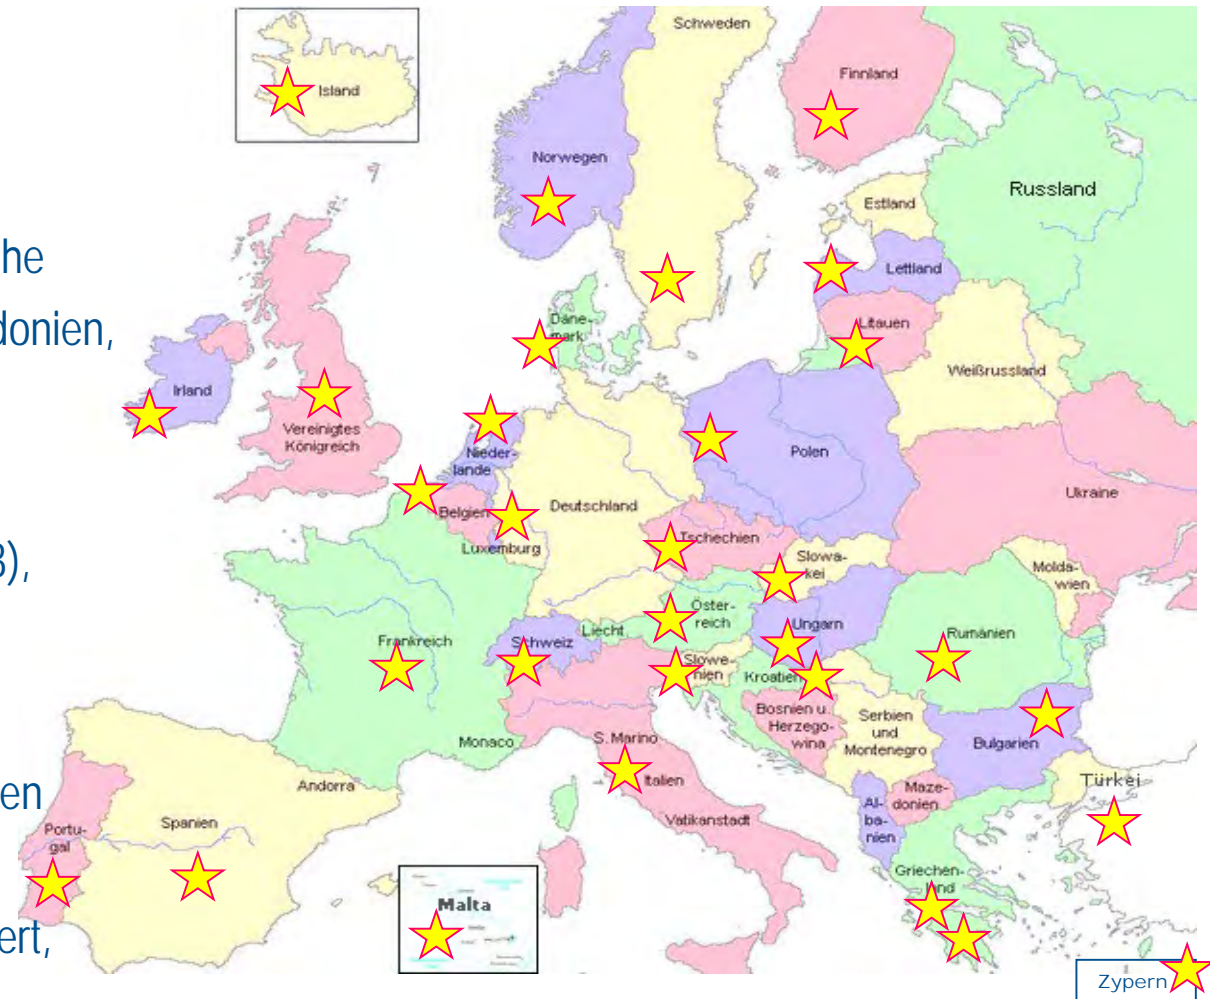 Schweden
Island
Finnland
Norwegen
Russland
Estland
Lettland
Litauen
Däne-
mark
Weißrussland
Irland
Vereinigtes
Königreich
Nieder-
lande
Polen
Ukraine
Belgien
Deutschland
Luxemburg
Tschechien
Slowa-
kei
Molda-
wien
Öster-
reich
Ungarn
Rumänien
Liecht
Schweiz
Frankreich
Slowe-
nien
Kroatien
Bosnien u.
Herzego-
wina
Serbien
und
Montenegro
Bulgarien
S. Marino
Monaco
Italien
Andorra
Vatikanstadt
Türkei
Maze-
donien
Al-
ba-
nien
Portu-
gal
Spanien
Griechen-
land
Malta
Zypern
he
donien,
),
en
ert,